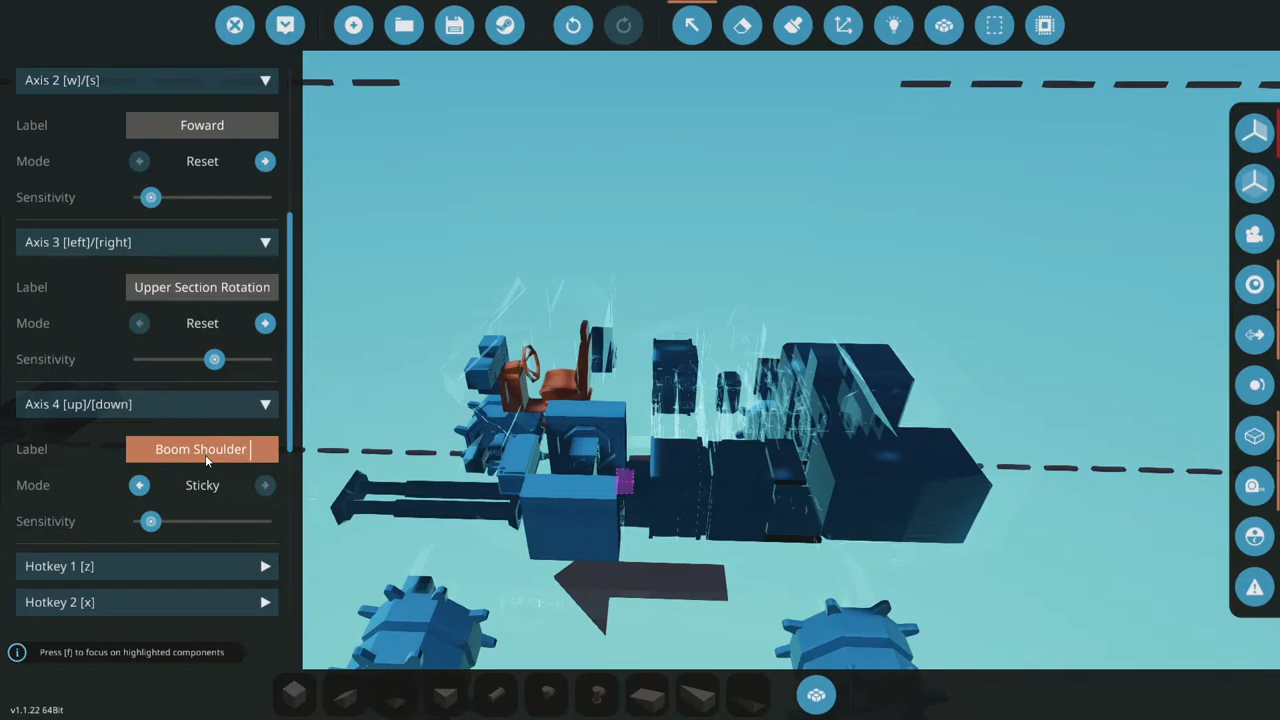 Axis 2 [w]/[s]
Label Foward
Mode Reset
Sensitivity
Axis 3 [left]/[right]
Label Upper Section Rotation
Mode Reset
Sensitivity
Axis 4 [up]/[down]
Label Boom Shoulder
Mode Sticky
Sensitivity
Hotkey 1 [z]
Hotkey 2 [x]
Press [f] to focus on highlighted components
v1.1.22 64Bit